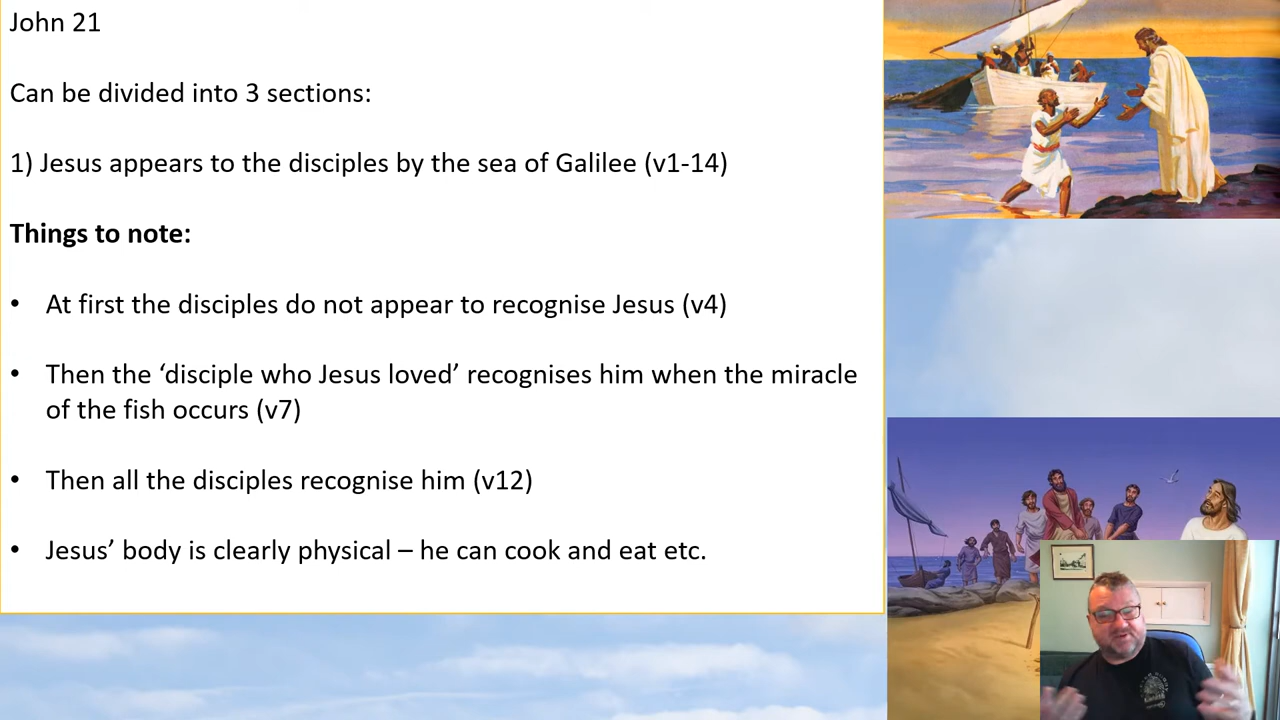 John 21
Can be divided into 3 sections:
1) Jesus appears to the disciples by the sea of Galilee (v1-14)
Things to note:
• At first the disciples do not appear to recognise Jesus (v4)
• Then the ‘disciple who Jesus loved’ recognises him when the miracle
of the fish occurs (v7)
• Then all the disciples recognise him (v12)
• Jesus’ body is clearly physical – he can cook and eat etc.